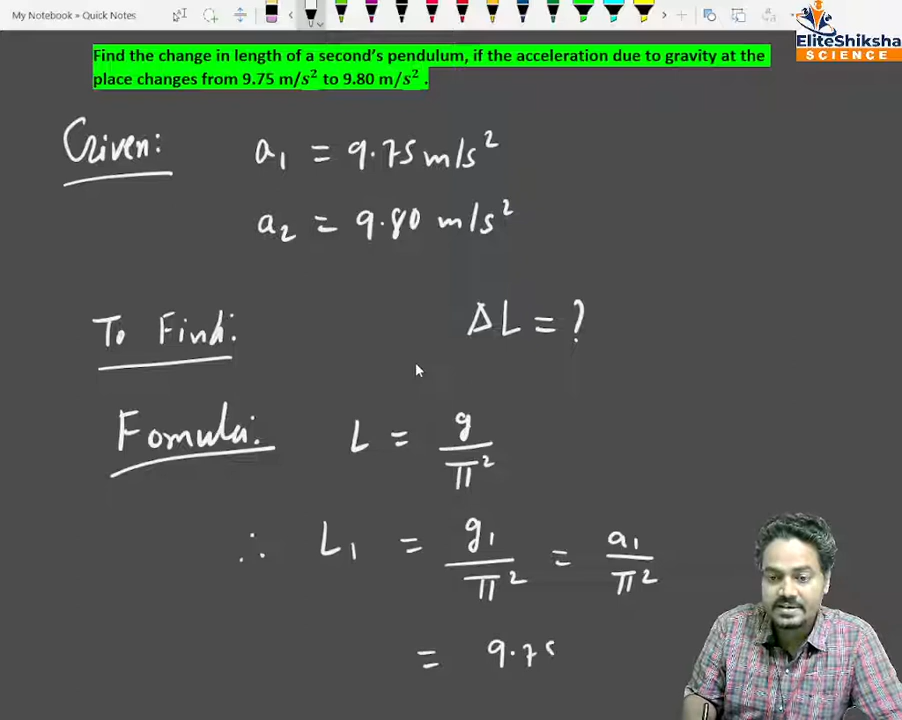 My Notebook » Quick Notes
EliteShiksha
SCIENCE
Find the change in length of a second's pendulum, if the acceleration due to gravity at the
place changes from 9.75 m/s² to 9.80 m/s² .
Given: a₁ = 9.75 m/s²
a₂ = 9.80 m/s²
To Find: ΔL = ?
Fomula: L = g/π²
∴ L₁ = g₁/π² = a₁/π²
= 9.75